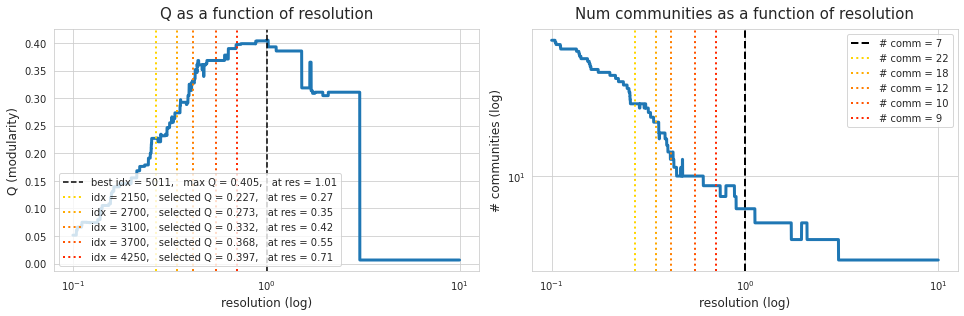 Q as a function of resolution
Q (modularity)
0.40
0.35
0.30
0.25
0.20
0.15
0.10
0.05
0.00
best idx = 5011, max Q = 0.405, at res = 1.01
idx = 2150, selected Q = 0.227, at res = 0.27
idx = 2700, selected Q = 0.273, at res = 0.35
idx = 3100, selected Q = 0.332, at res = 0.42
idx = 3700, selected Q = 0.368, at res = 0.55
idx = 4250, selected Q = 0.397, at res = 0.71
10⁻¹ 10⁰ 10¹
resolution (log)
Num communities as a function of resolution
# communities (log)
10¹
# comm = 7
# comm = 22
# comm = 18
# comm = 12
# comm = 10
# comm = 9
10⁻¹ 10⁰ 10¹
resolution (log)